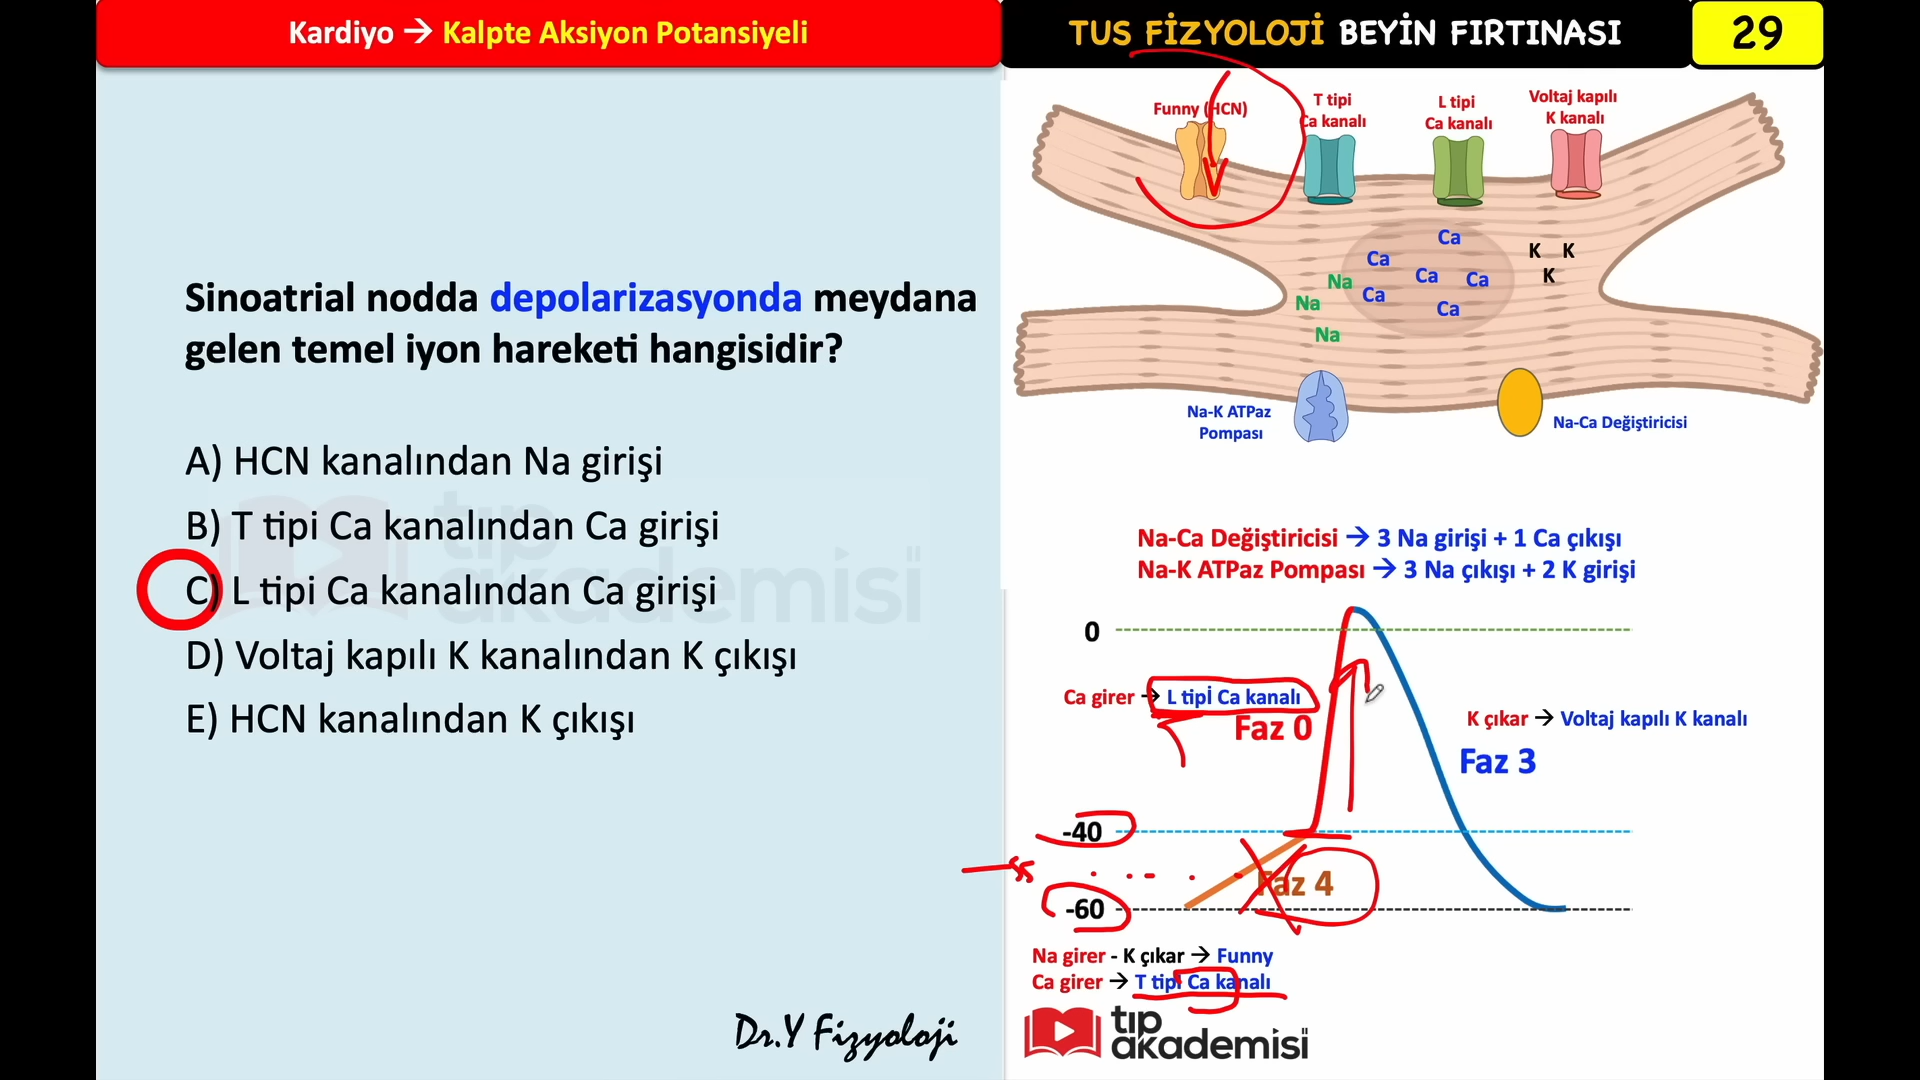 Kardiyo → Kalpte Aksiyon Potansiyeli
TUS FİZYOLOJİ BEYİN FIRTINASI
29
Sinoatrial nodda depolarizasyonda meydana
gelen temel iyon hareketi hangisidir?
A) HCN kanalından Na girişi
B) T tipi Ca kanalından Ca girişi
C) L tipi Ca kanalından Ca girişi
D) Voltaj kapılı K kanalından K çıkışı
E) HCN kanalından K çıkışı
tıp
akademisi
Dr.Y Fizyoloji
Funny (HCN)
T tipi
Ca kanalı
L tipi
Ca kanalı
Voltaj kapılı
K kanalı
Ca
Ca
Ca
Ca
Ca
Ca
Na
Na
Na
K K
K
Na-K ATPaz
Pompası
Na-Ca Değiştiricisi
Na-Ca Değiştiricisi → 3 Na girişi + 1 Ca çıkışı
Na-K ATPaz Pompası → 3 Na çıkışı + 2 K girişi
0
Ca girer → L tipİ Ca kanalı
Faz 0
K çıkar → Voltaj kapılı K kanalı
Faz 3
-40
Faz 4
-60
Na girer - K çıkar → Funny
Ca girer → T tipi Ca kanalı
tıp
akademisi